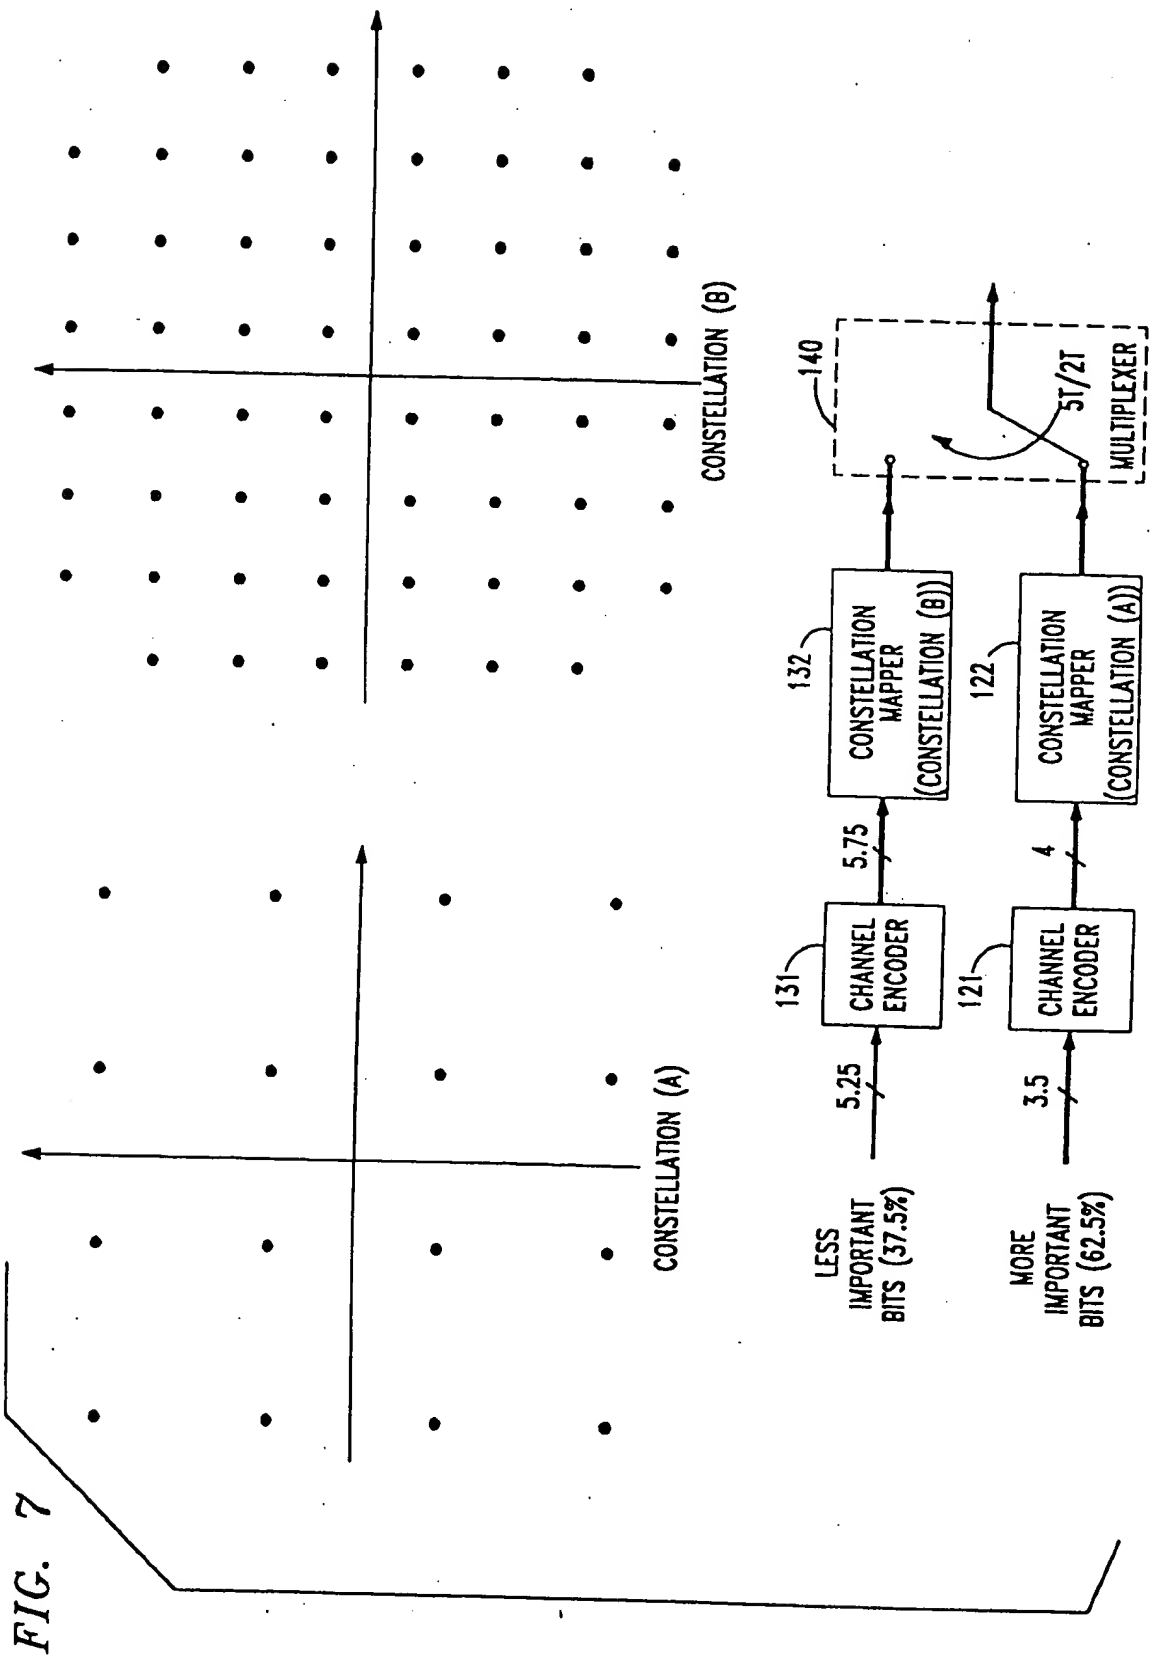 FIG. 7
CONSTELLATION (A)
CONSTELLATION (B)
LESS
IMPORTANT
BITS (37.5%)
5.25
131
CHANNEL
ENCODER
5.75
132
CONSTELLATION
MAPPER
(CONSTELLATION (B))
140
5T/2T
MULTIPLEXER
MORE
IMPORTANT
BITS (62.5%)
3.5
121
CHANNEL
ENCODER
4
122
CONSTELLATION
MAPPER
(CONSTELLATION (A))